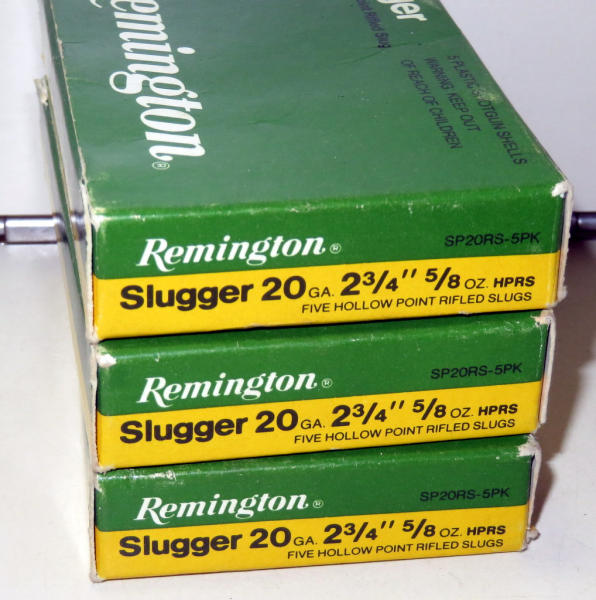 Remington®
5 PLASTIC SHOTGUN SHELLS
WARNING: KEEP OUT
OF REACH OF CHILDREN
Remington®
SP20RS-5PK
Slugger 20 GA. 2 3/4" 5/8 OZ. HPRS
FIVE HOLLOW POINT RIFLED SLUGS
Remington®
SP20RS-5PK
Slugger 20 GA. 2 3/4" 5/8 OZ. HPRS
FIVE HOLLOW POINT RIFLED SLUGS
Remington®
SP20RS-5PK
Slugger 20 GA. 2 3/4" 5/8 OZ. HPRS
FIVE HOLLOW POINT RIFLED SLUGS